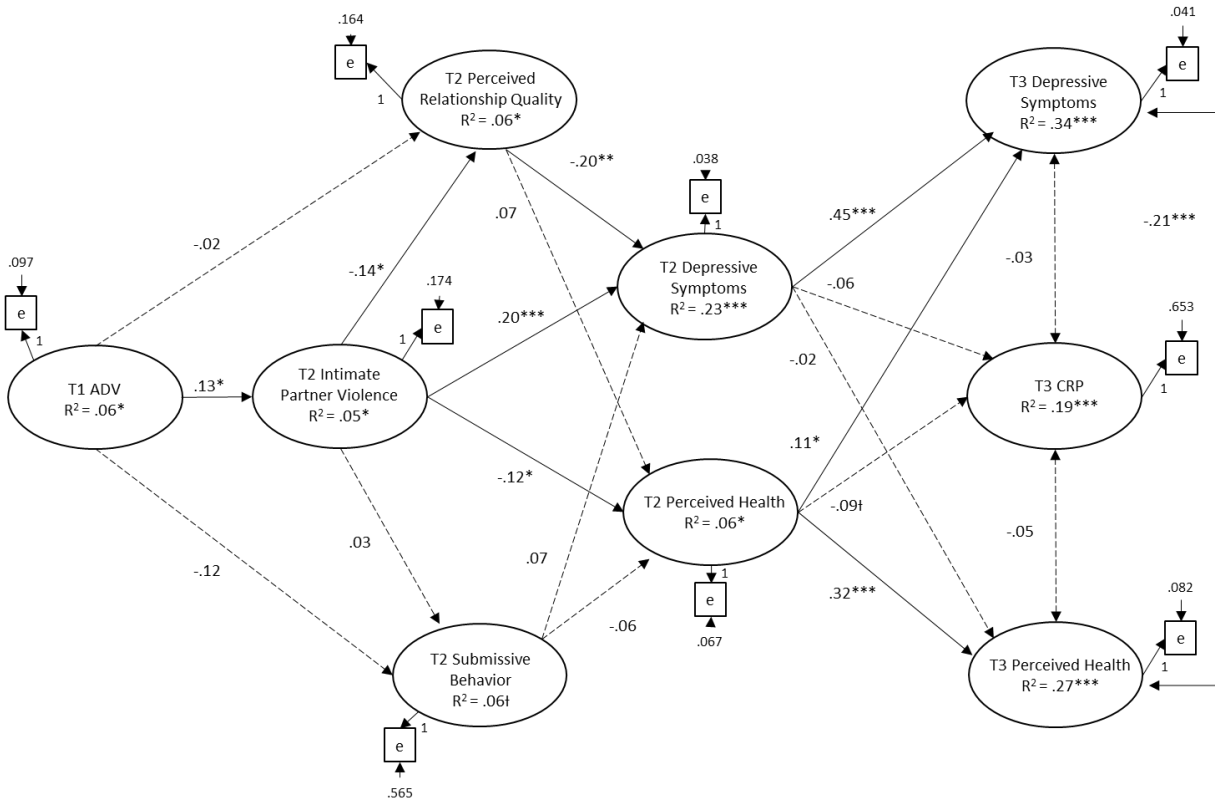 .164
e
1
T2 Perceived
Relationship Quality
R² = .06*
.041
e
1
T3 Depressive
Symptoms
R² = .34***
-.20**
.038
e
1
.07
.45***
-.21***
-.02
-.14*
.174
e
1
T2 Depressive
Symptoms
R² = .23***
-.03
-.06
.097
e
1
.20***
.653
e
1
-.02
T1 ADV
R² = .06*
.13*
T2 Intimate
Partner Violence
R² = .05*
T3 CRP
R² = .19***
.11*
-.12*
T2 Perceived Health
R² = .06*
-.09ƚ
-.05
.03
.07
-.12
1
e
.067
.32***
.082
e
1
-.06
T2 Submissive
Behavior
R² = .06ƚ
T3 Perceived Health
R² = .27***
1
e
.565